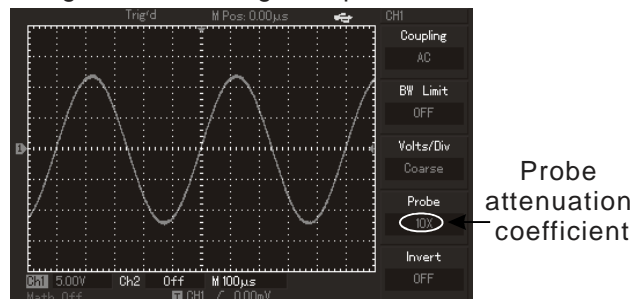 Trig'd M Pos: 0.00µs CH1
Coupling
AC
BW Limit
OFF
Volts/Div
Coarse
Probe
10X
Invert
OFF
Probe
attenuation
coefficient
1
Ch1 5.00V Ch2 Off M 100µs
Math Off T CH1 / 0.00mV